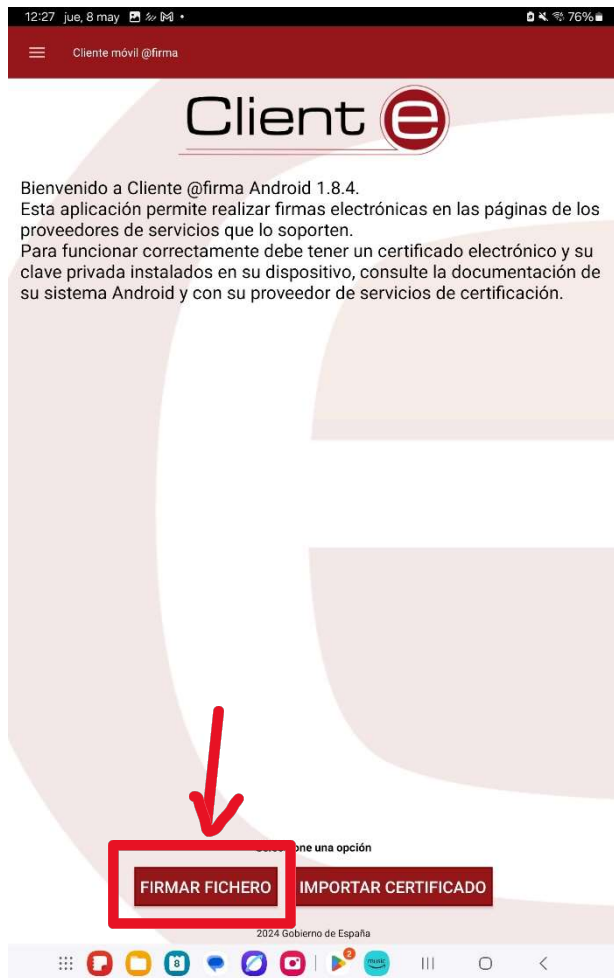 12:27 jue, 8 may
76%
Cliente móvil @firma
Client e
Bienvenido a Cliente @firma Android 1.8.4.
Esta aplicación permite realizar firmas electrónicas en las páginas de los
proveedores de servicios que lo soporten.
Para funcionar correctamente debe tener un certificado electrónico y su
clave privada instalados en su dispositivo, consulte la documentación de
su sistema Android y con su proveedor de servicios de certificación.
una opción
FIRMAR FICHERO
IMPORTAR CERTIFICADO
2024 Gobierno de España
8
2
music